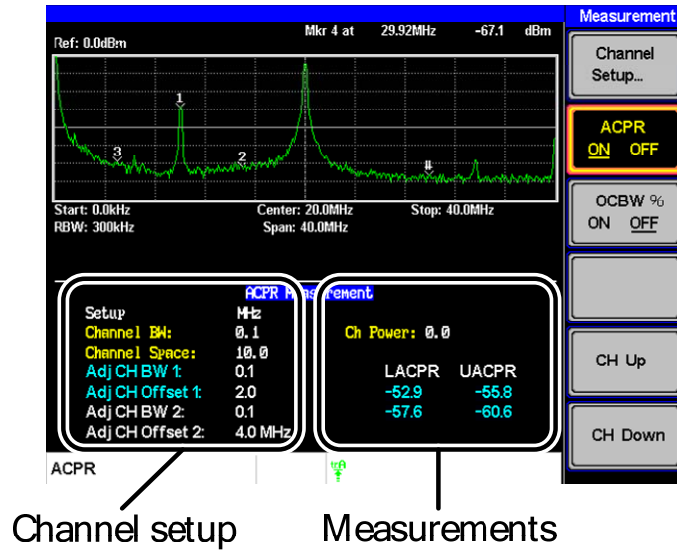 Measurement
Mkr 4 at 29.92MHz -67.1 dBm
Ref: 0.0dBm
Channel
Setup...
1
3
2
4
ACPR
ON OFF
OCBW %
ON OFF
Start: 0.0kHz Center: 20.0MHz Stop: 40.0MHz
RBW: 300kHz Span: 40.0MHz
ACPR Measurement
Setup MHz
Channel BW: 0.1
Channel Space: 10.0
Adj CH BW 1: 0.1
Adj CH Offset 1: 2.0
Adj CH BW 2: 0.1
Adj CH Offset 2: 4.0 MHz
Ch Power: 0.0
LACPR UACPR
-52.9 -55.8
-57.6 -60.6
CH Up
CH Down
ACPR
Channel setup
Measurements